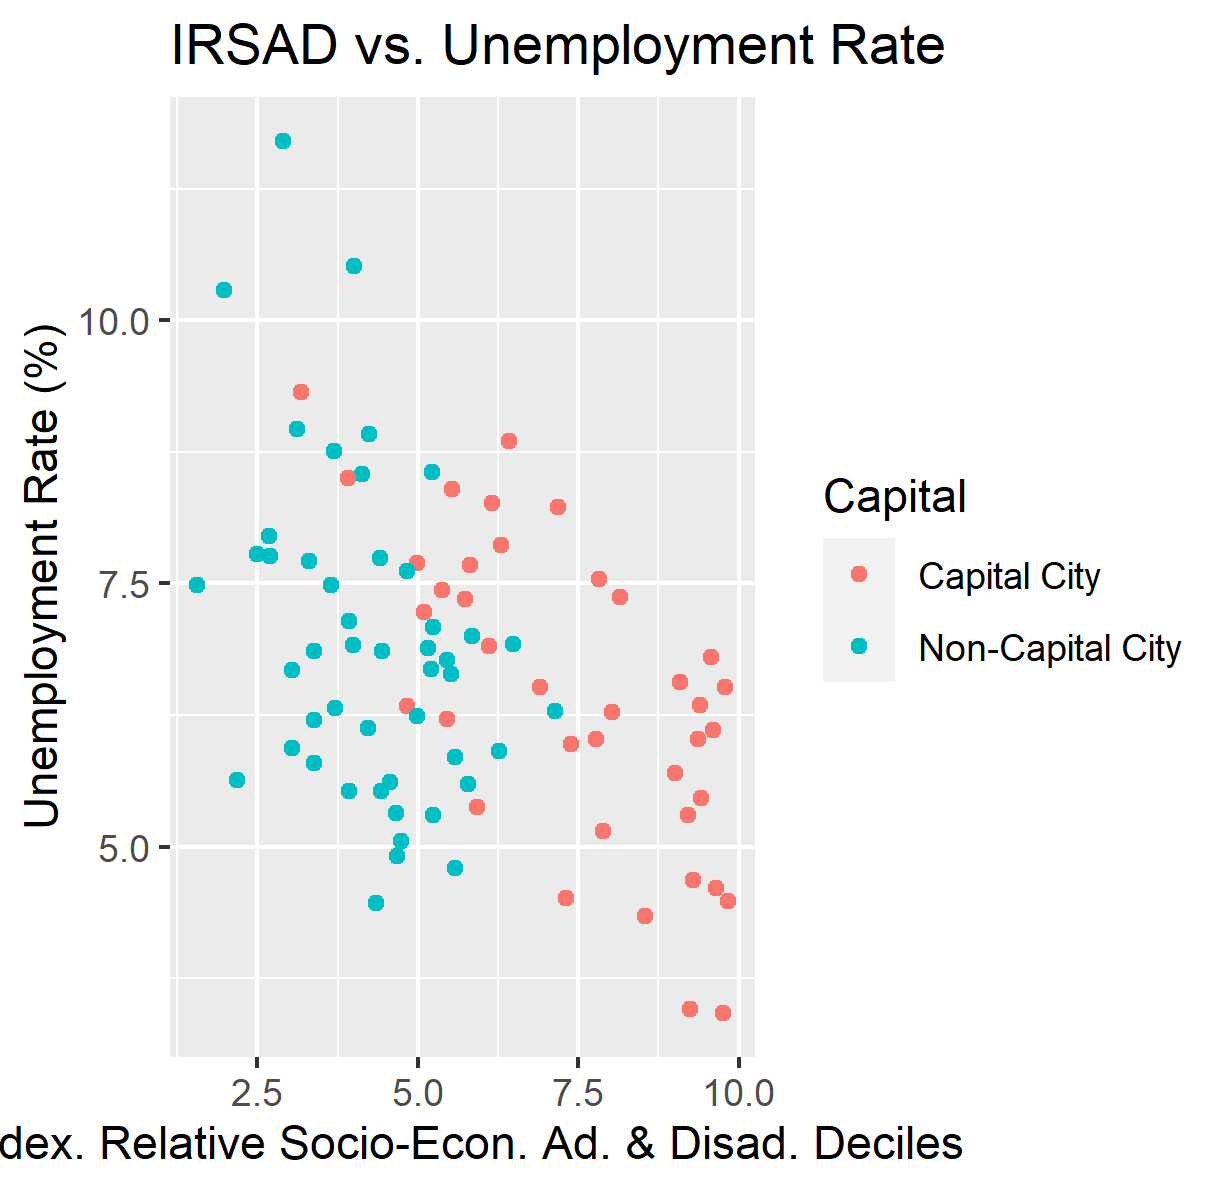 IRSAD vs. Unemployment Rate
Unemployment Rate (%)
10.0
7.5
5.0
2.5 5.0 7.5 10.0
dex. Relative Socio-Econ. Ad. & Disad. Deciles
Capital
Capital City
Non-Capital City